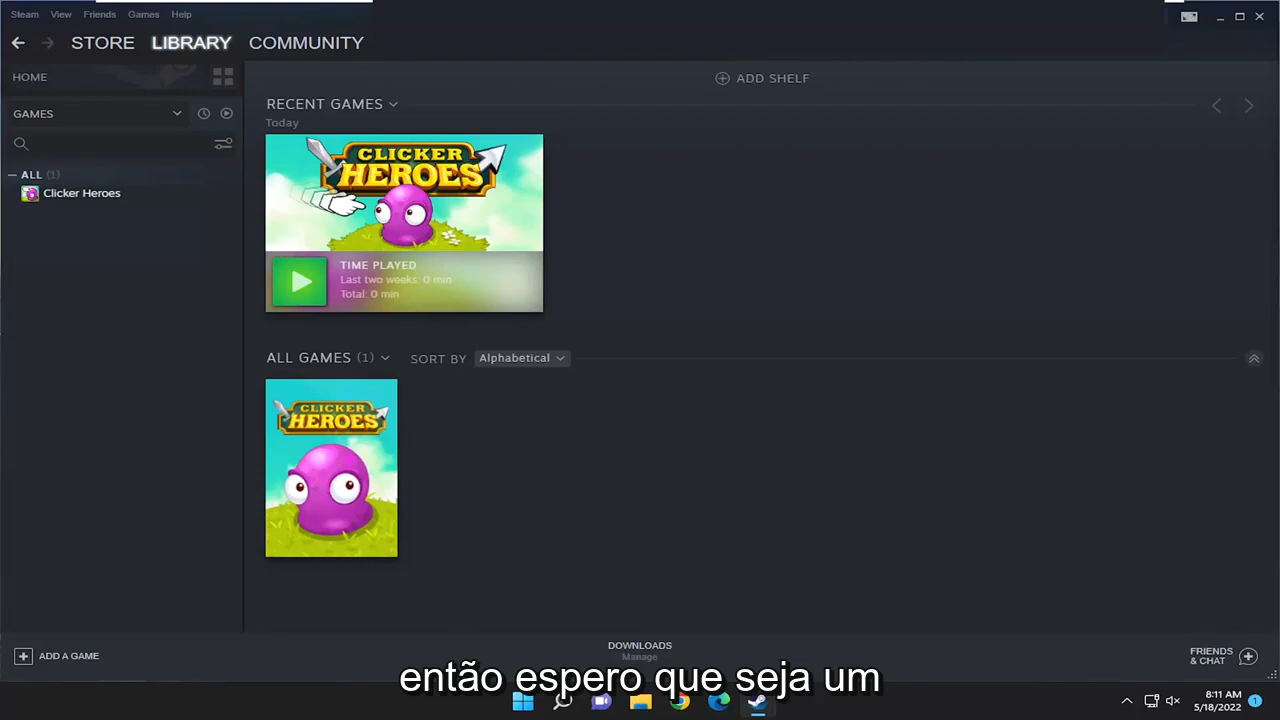 Steam View Friends Games Help
STORE LIBRARY COMMUNITY
HOME
ADD SHELF
GAMES
RECENT GAMES
Today
CLICKER
HEROES
TIME PLAYED
Last two weeks: 0 min
Total: 0 min
ALL (1)
Clicker Heroes
ALL GAMES (1) SORT BY Alphabetical
CLICKER
HEROES
ADD A GAME
DOWNLOADS
Manage
FRIENDS
& CHAT
então espero que seja um
8:11 AM
5/18/2022
1